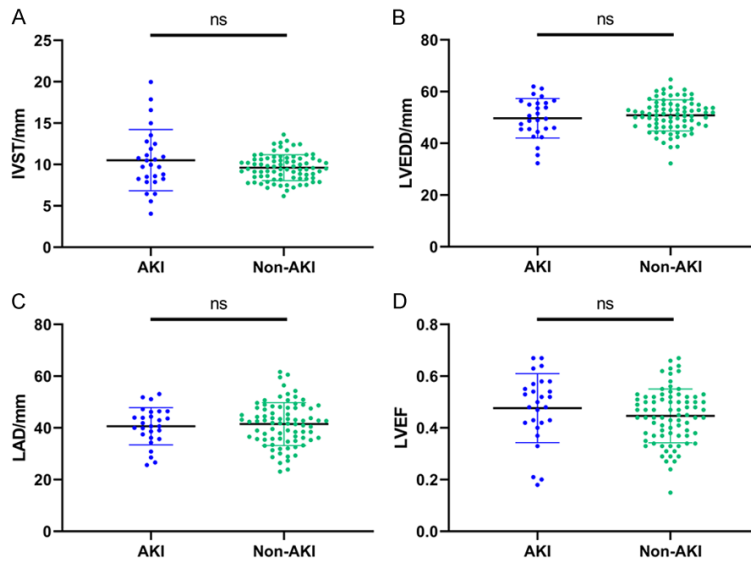 A
ns
IVST/mm
25
20
15
10
5
0
AKI Non-AKI
B
ns
LVEDD/mm
80
60
40
20
0
AKI Non-AKI
C
ns
LAD/mm
80
60
40
20
0
AKI Non-AKI
D
ns
LVEF
0.8
0.6
0.4
0.2
0.0
AKI Non-AKI